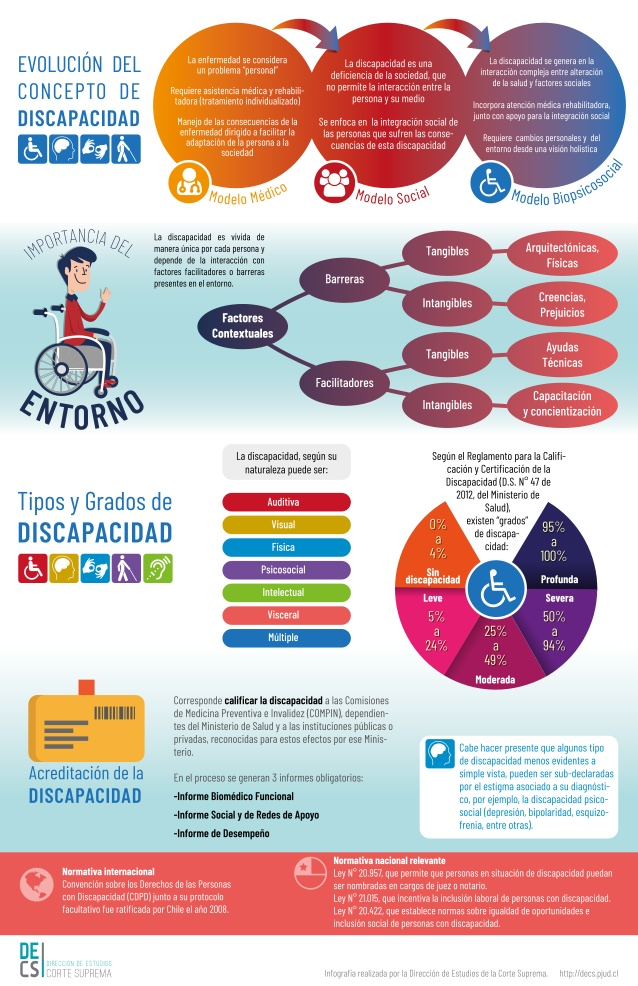 EVOLUCIÓN DEL
CONCEPTO DE
DISCAPACIDAD
La enfermedad se considera
un problema "personal"
Requiere asistencia médica y rehabili-
tadora (tratamiento individualizado)
Manejo de las consecuencias de la
enfermedad dirigido a facilitar la
adaptación de la persona a la
sociedad
Modelo Médico
La discapacidad es una
deficiencia de la sociedad, que
no permite la interacción entre la
persona y su medio
Se enfoca en la integración social de
las personas que sufren las conse-
cuencias de esta discapacidad
Modelo Social
La discapacidad se genera en la
interacción compleja entre alteración
de la salud y factores sociales
Incorpora atención médica rehabilitadora,
junto con apoyo para la integración social
Requiere cambios personales y del
entorno desde una visión holística
Modelo Biopsicosocial
IMPORTANCIA DEL
ENTORNO
La discapacidad es vivida de
manera única por cada persona y
depende de la interacción con
factores facilitadores o barreras
presentes en el entorno.
Factores
Contextuales
Barreras
Facilitadores
Tangibles
Intangibles
Tangibles
Intangibles
Arquitectónicas,
Físicas
Creencias,
Prejuicios
Ayudas
Técnicas
Capacitación
y concientización
Tipos y Grados de
DISCAPACIDAD
La discapacidad, según su
naturaleza puede ser:
Auditiva
Visual
Física
Psicosocial
Intelectual
Visceral
Múltiple
Según el Reglamento para la Califi-
cación y Certificación de la
Discapacidad (D.S. N° 47 de
2012, del Ministerio de
Salud),
existen "grados"
de discapa-
cidad:
0%
a
4%
Sin
discapacidad
Leve
5%
a
24%
25%
a
49%
Moderada
Severa
50%
a
94%
95%
a
100%
Profunda
Acreditación de la
DISCAPACIDAD
Corresponde calificar la discapacidad a las Comisiones
de Medicina Preventiva e Invalidez (COMPIN), dependien-
tes del Ministerio de Salud y a las instituciones públicas o
privadas, reconocidas para estos efectos por ese Minis-
terio.
En el proceso se generan 3 informes obligatorios:
-Informe Biomédico Funcional
-Informe Social y de Redes de Apoyo
-Informe de Desempeño
Cabe hacer presente que algunos tipo
de discapacidad menos evidentes a
simple vista, pueden ser sub-declaradas
por el estigma asociado a su diagnósti-
co, por ejemplo, la discapacidad psico-
social (depresión, bipolaridad, esquizo-
frenia, entre otras).
Normativa internacional
Convención sobre los Derechos de las Personas
con Discapacidad (CDPD) junto a su protocolo
facultativo fue ratificada por Chile el año 2008.
Normativa nacional relevante
Ley N° 20.957, que permite que personas en situación de discapacidad puedan
ser nombradas en cargos de juez o notario.
Ley N° 21.015, que incentiva la inclusión laboral de personas con discapacidad.
Ley N° 20.422, que establece normas sobre igualdad de oportunidades e
inclusión social de personas con discapacidad.
DE
CS
DIRECCIÓN DE ESTUDIOS
CORTE SUPREMA
Infografía realizada por la Dirección de Estudios de la Corte Suprema. http://decs.pjud.cl